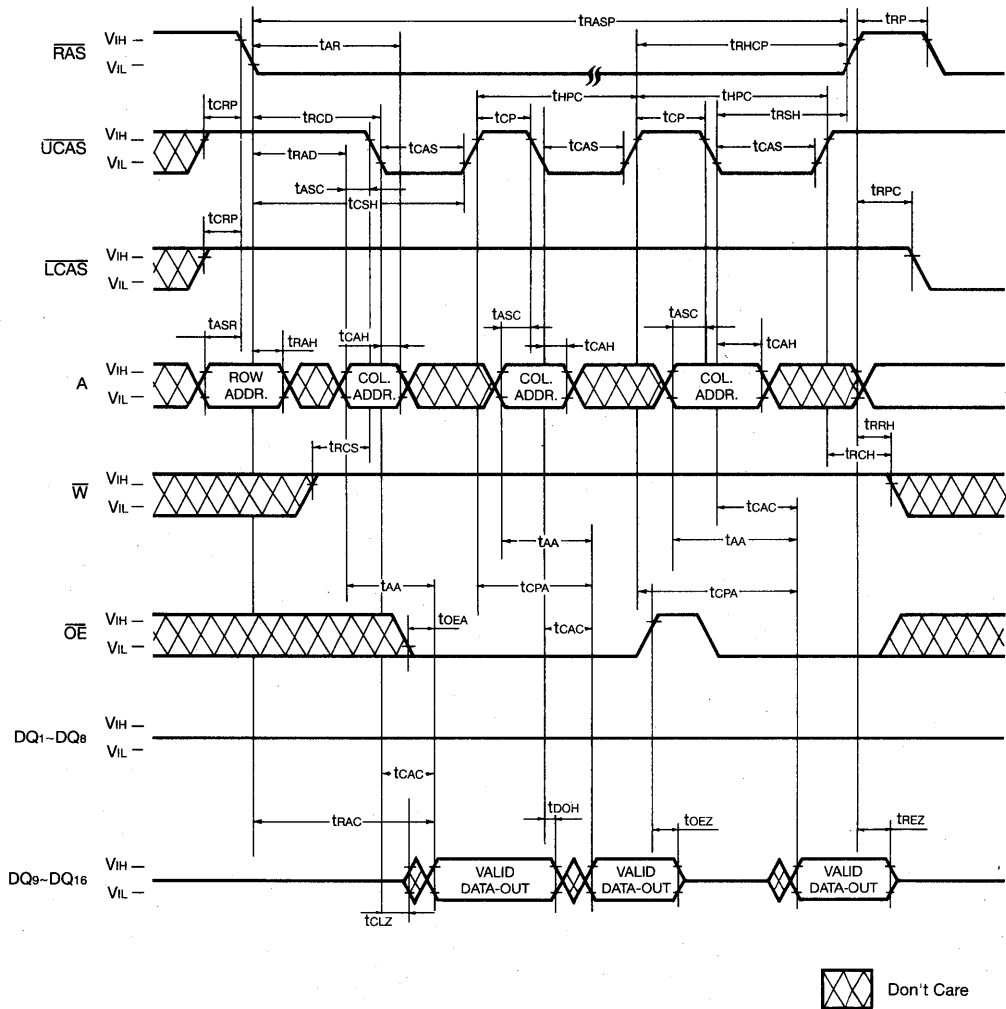 tRASP
tRP
tAR
tRHCP
RAS
VIH
VIL
tCRP
tRCD
tHPC
tHPC
tCP
tCP
tRSH
UCAS
VIH
VIL
tCAS
tCAS
tCAS
tRAD
tASC
tCSH
tRPC
tCRP
LCAS
VIH
VIL
tASR
tRAH
tCAH
tASC
tCAH
tASC
tCAH
A
VIH
VIL
ROW
ADDR.
COL.
ADDR.
COL.
ADDR.
COL.
ADDR.
tRRH
tRCS
tRCH
W
VIH
VIL
tCAC
tAA
tAA
tAA
tCPA
tCPA
tOEA
tCAC
OE
VIH
VIL
DQ1~DQ8
VIH
VIL
tCAC
tRAC
tDOH
tOEZ
tREZ
DQ9~DQ16
VIH
VIL
VALID
DATA-OUT
VALID
DATA-OUT
VALID
DATA-OUT
tCLZ
Don't Care